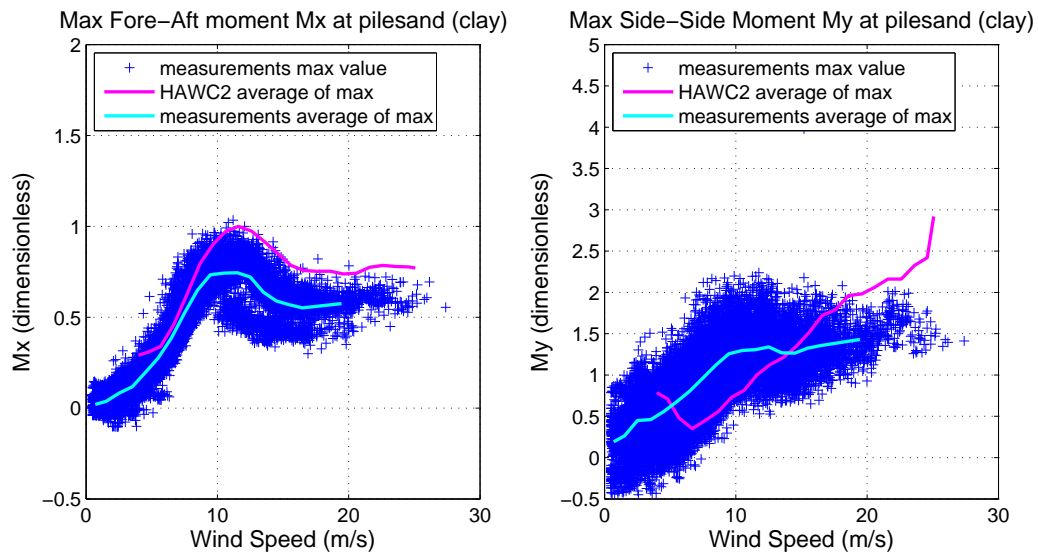 Max Fore−Aft moment Mx at pilesand (clay)
2
1.5
1
0.5
0
−0.5
Mx (dimensionless)
measurements max value
HAWC2 average of max
measurements average of max
0 10 20 30
Wind Speed (m/s)
Max Side−Side Moment My at pilesand (clay)
5
4.5
4
3.5
3
2.5
2
1.5
1
0.5
0
−0.5
My (dimensionless)
measurements max value
HAWC2 average of max
measurements average of max
0 10 20 30
Wind Speed (m/s)